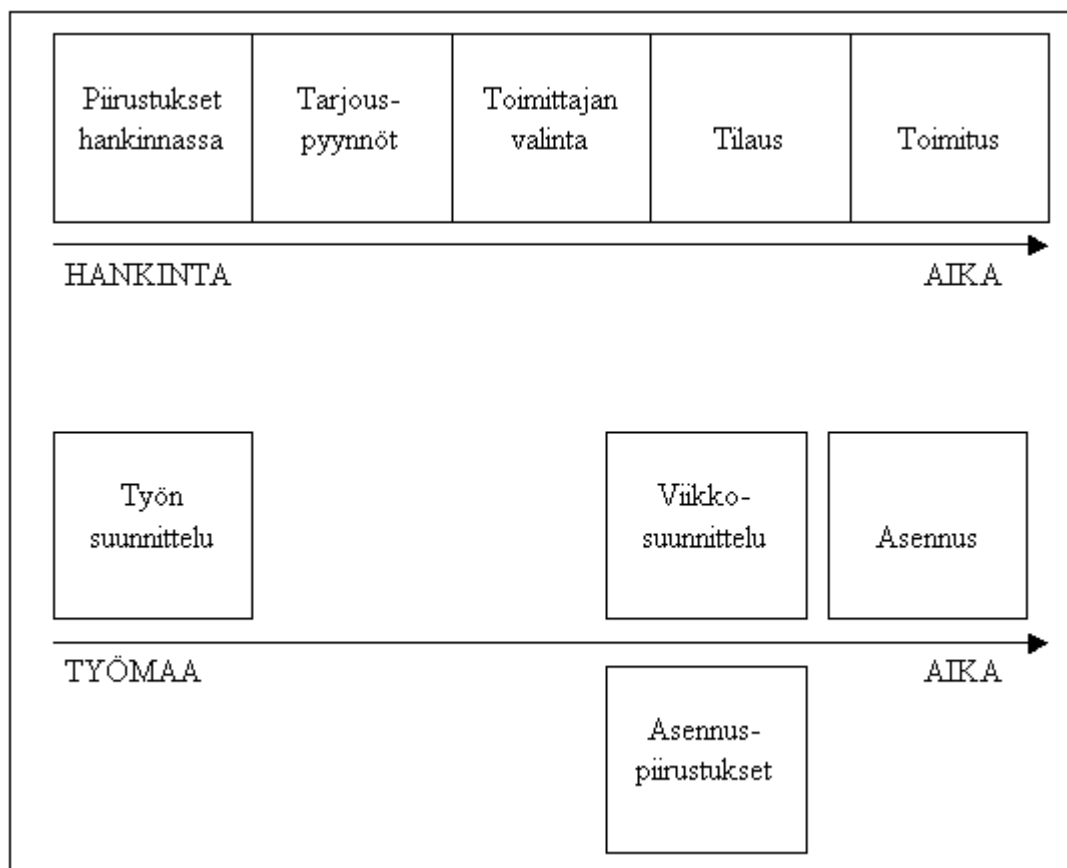 Piirustukset
hankinnassa
Tarjous-
pyynnöt
Toimittajan
valinta
Tilaus
Toimitus
HANKINTA
AIKA
Työn
suunnittelu
Viikko-
suunnittelu
Asennus
TYÖMAA
AIKA
Asennus-
piirustukset